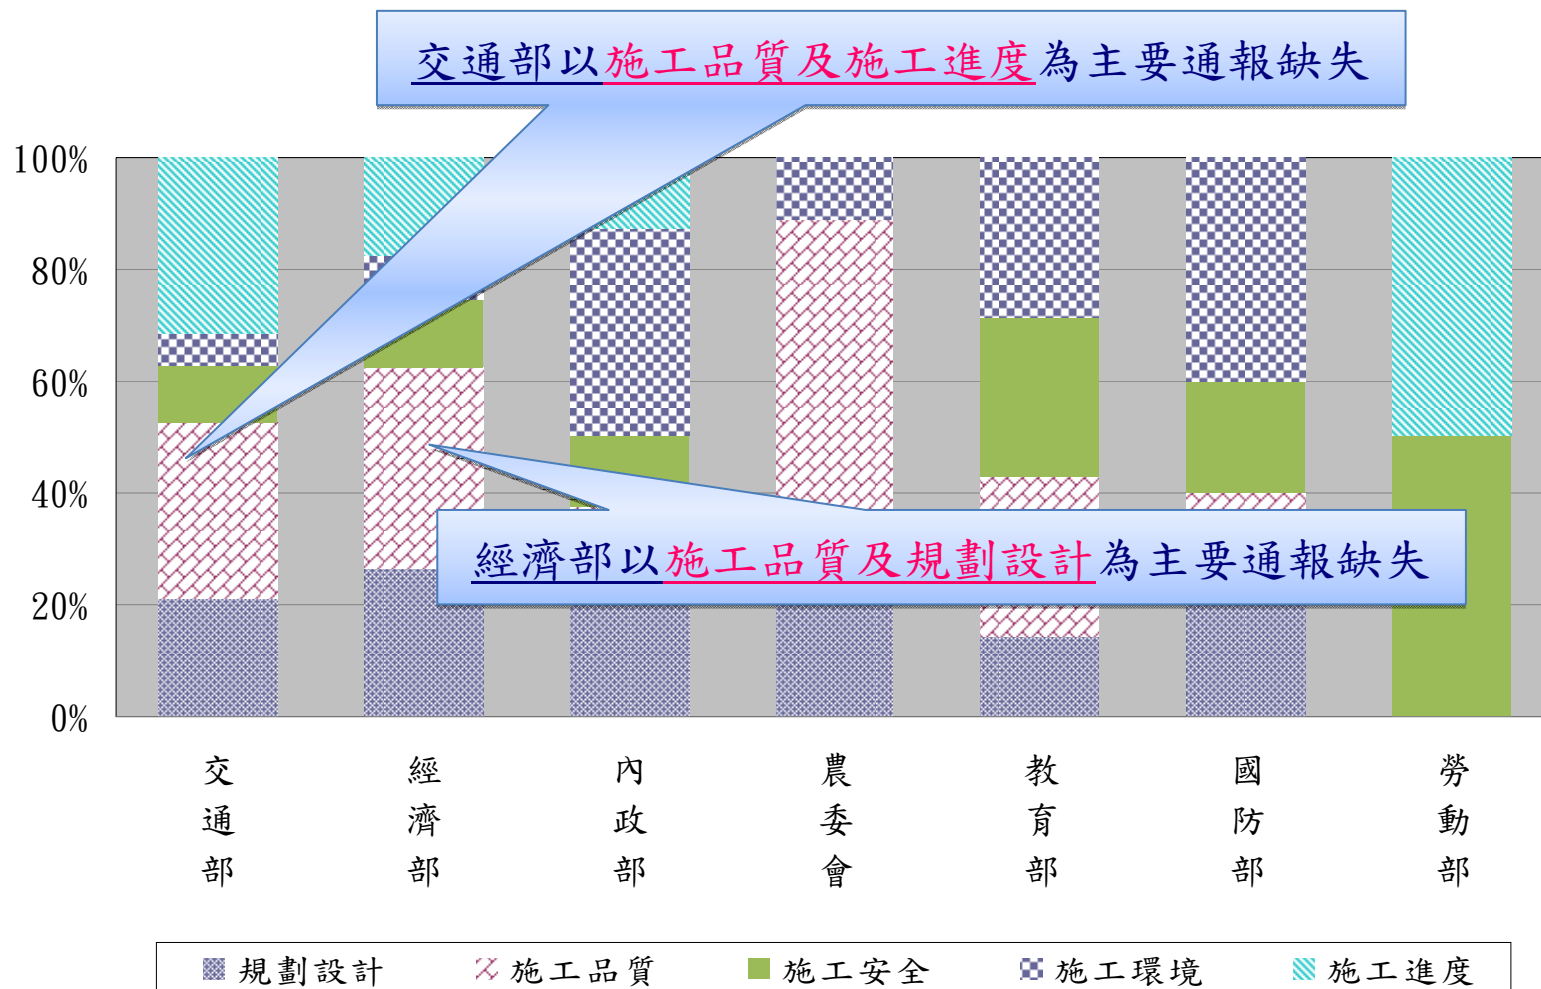 交通部以施工品質及施工進度為主要通報缺失
100%
80%
60%
40%
20%
0%
經濟部以施工品質及規劃設計為主要通報缺失
交通部
經濟部
內政部
農委會
教育部
國防部
勞動部
規劃設計 施工品質 施工安全 施工環境 施工進度